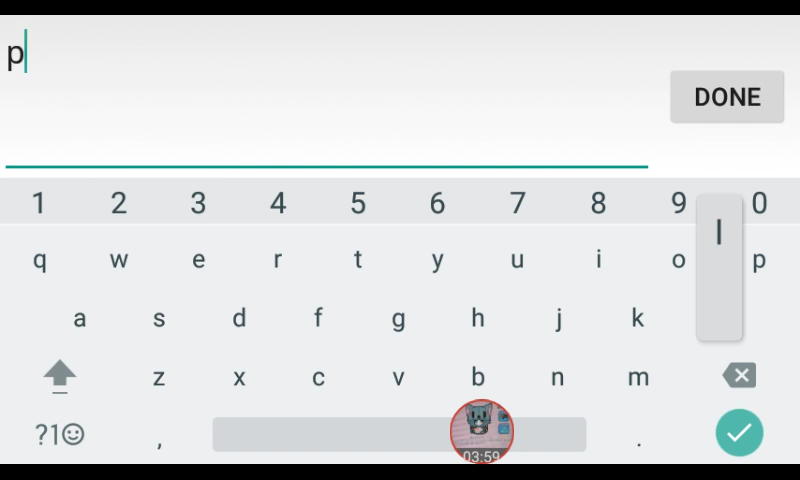 p
DONE
1 2 3 4 5 6 7 8 9 0
q w e r t y u i o p
a s d f g h j k l
z x c v b n m
?1☺ , .
03:59